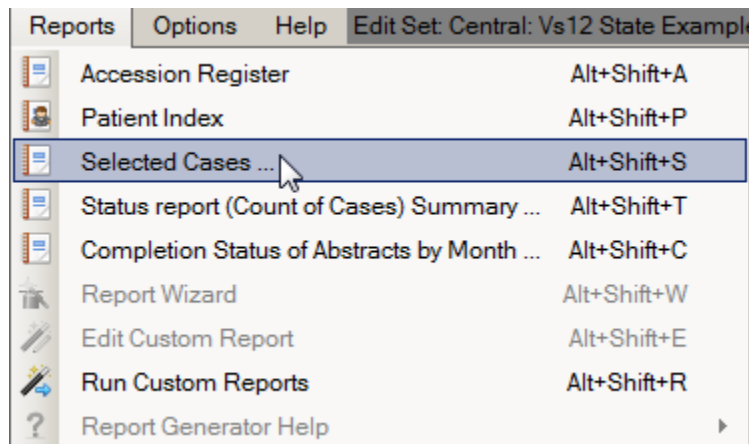 Reports Options Help Edit Set: Central: Vs12 State Example
Accession Register Alt+Shift+A
Patient Index Alt+Shift+P
Selected Cases ... Alt+Shift+S
Status report (Count of Cases) Summary ... Alt+Shift+T
Completion Status of Abstracts by Month ... Alt+Shift+C
Report Wizard Alt+Shift+W
Edit Custom Report Alt+Shift+E
Run Custom Reports Alt+Shift+R
? Report Generator Help